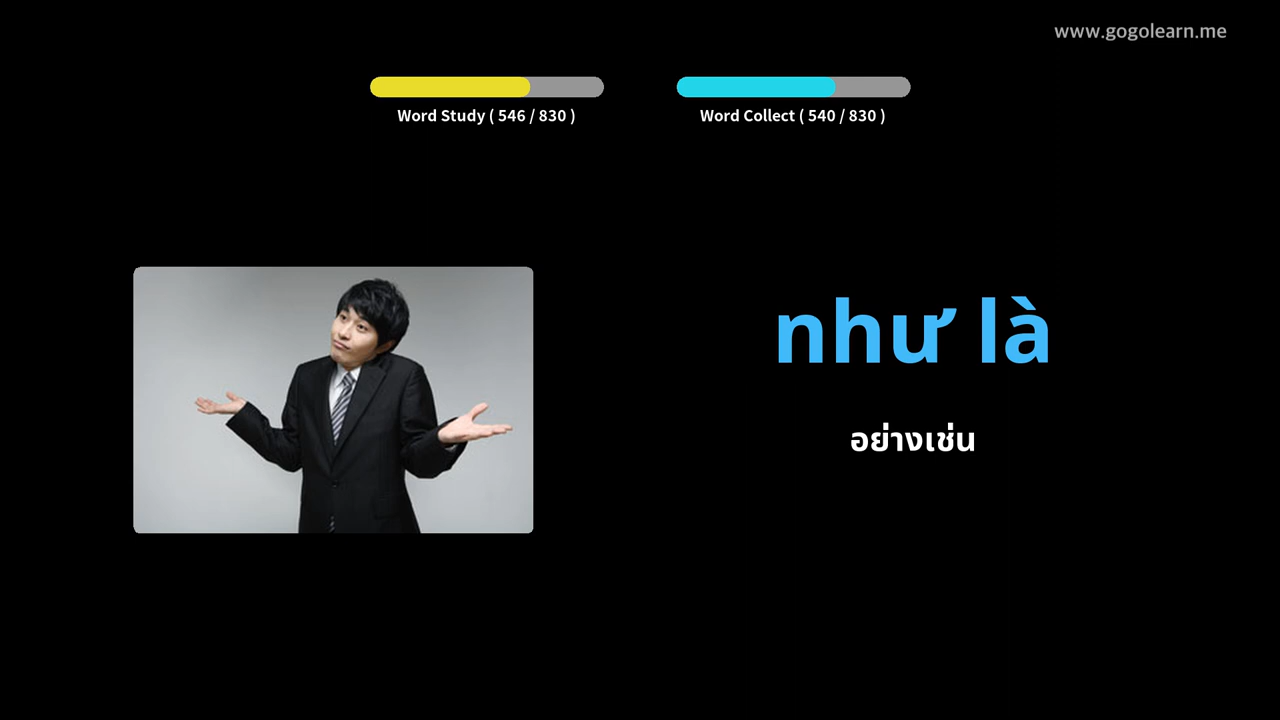 www.gogolearn.me
Word Study ( 546 / 830 )
Word Collect ( 540 / 830 )
như là
อย่างเช่น